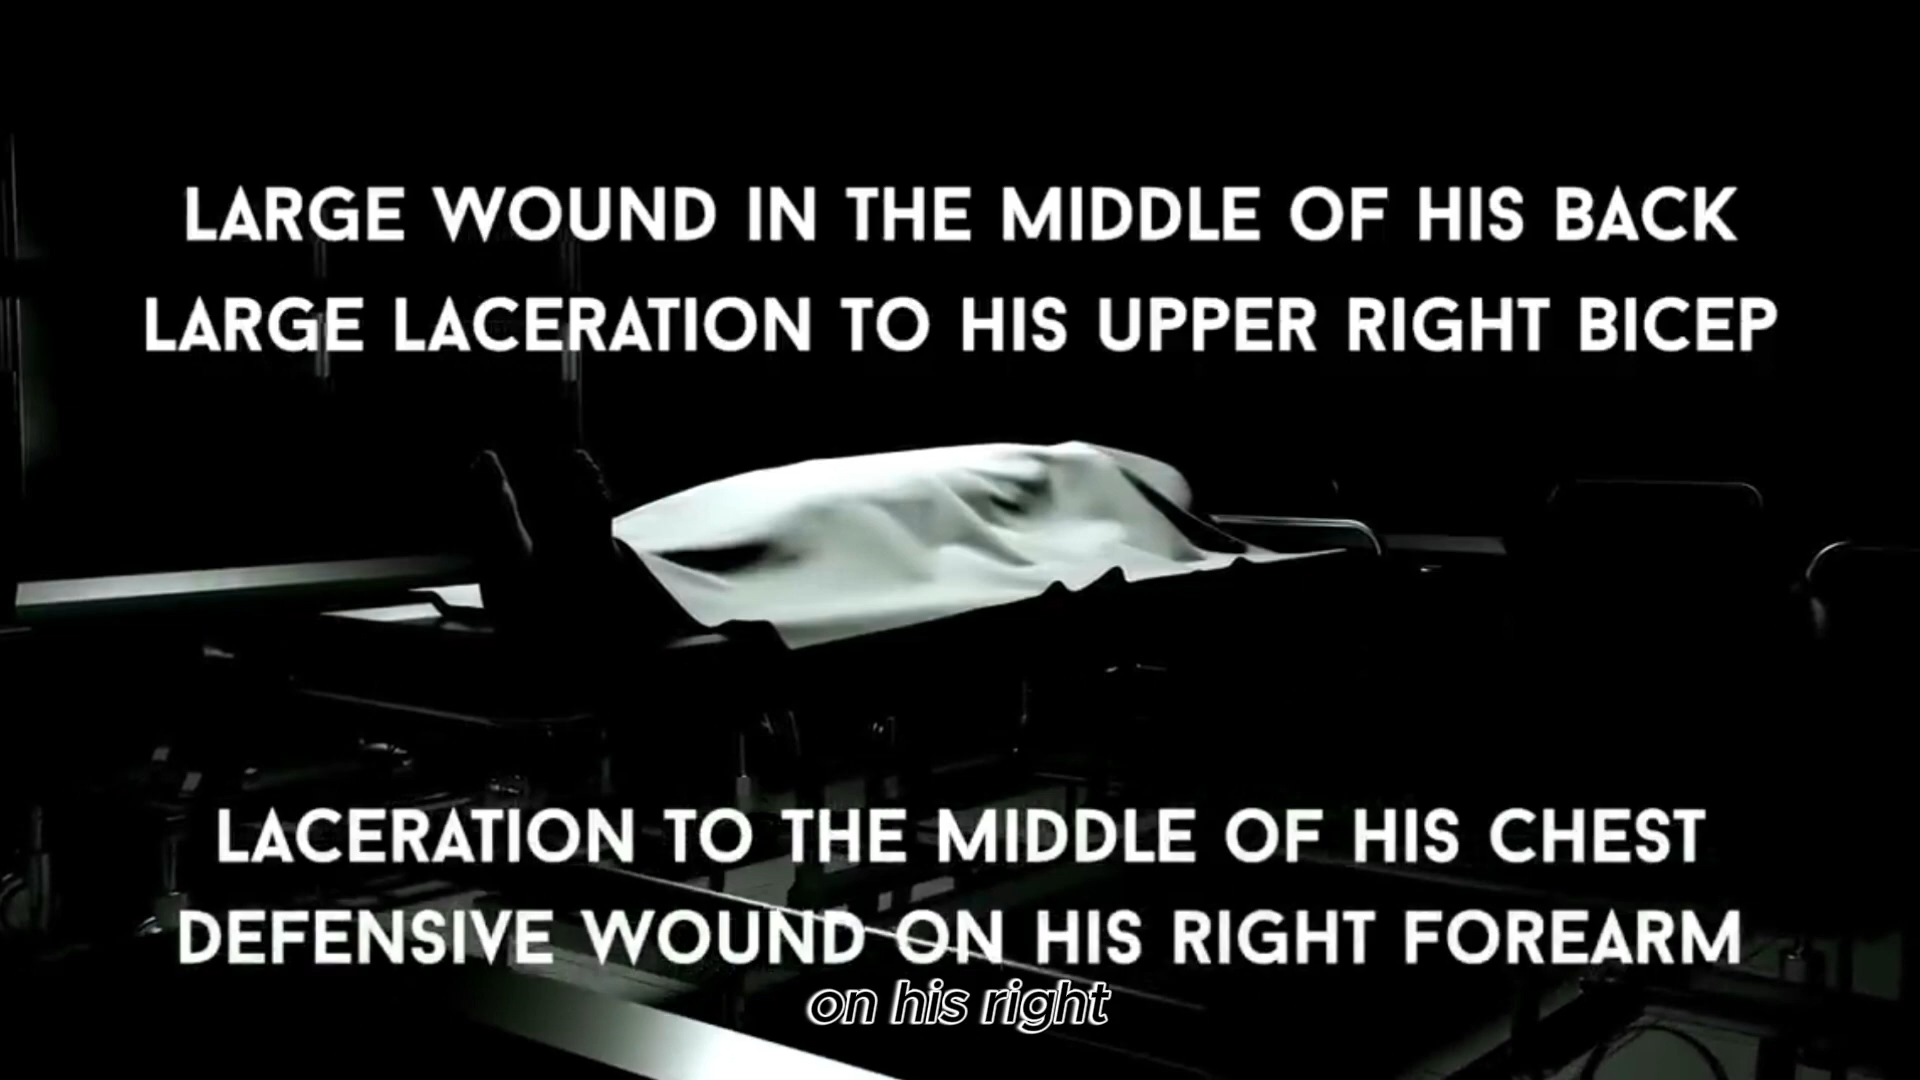 LARGE WOUND IN THE MIDDLE OF HIS BACK
LARGE LACERATION TO HIS UPPER RIGHT BICEP
LACERATION TO THE MIDDLE OF HIS CHEST
DEFENSIVE WOUND ON HIS RIGHT FOREARM
on his right